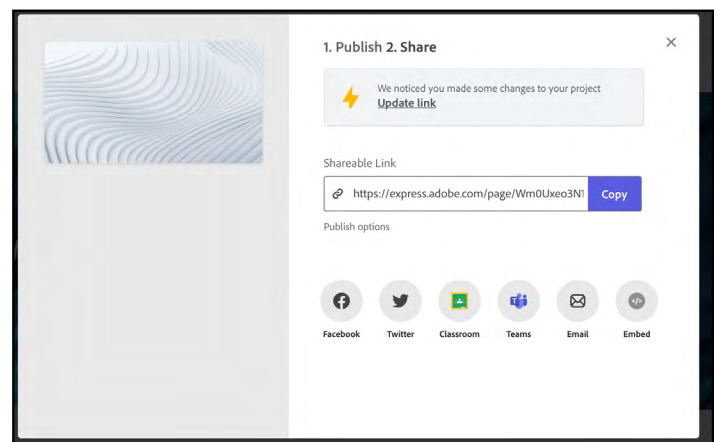 1. Publish 2. Share
We noticed you made some changes to your project
Update link
Shareable Link
https://express.adobe.com/page/Wm0Uxeo3N1
Copy
Publish options
Facebook Twitter Classroom Teams Email Embed